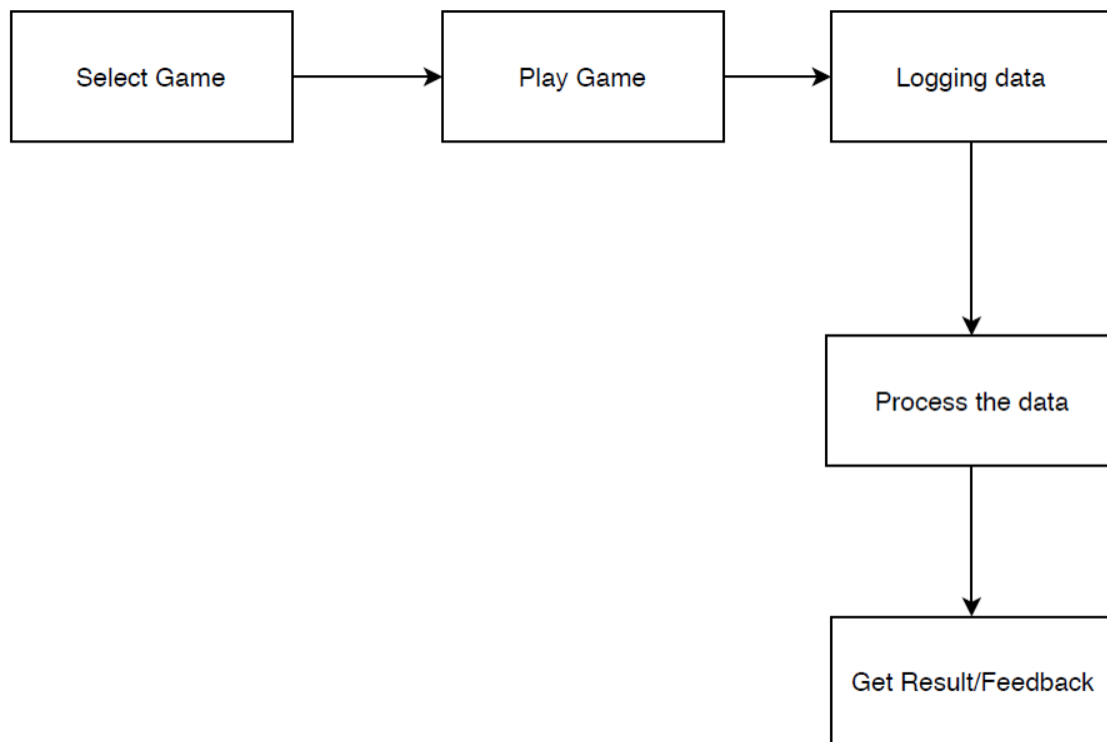 Select Game
Play Game
Logging data
Process the data
Get Result/Feedback